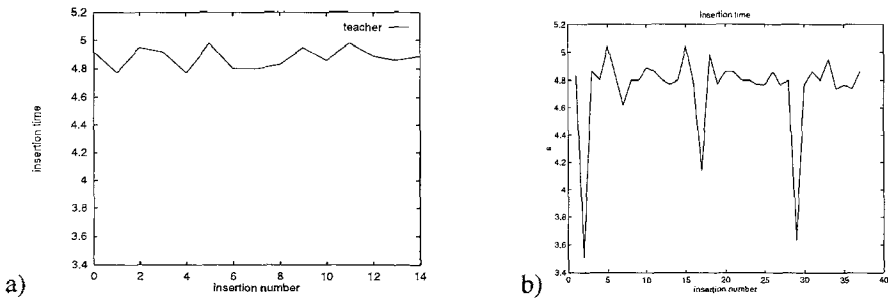 a)
insertion time
5.2
5
4.8
4.6
4.4
4.2
4
3.8
3.6
3.4
teacher
0 2 4 6 8 10 12 14
insertion number
b)
insertion time
s
5.2
5
4.8
4.6
4.4
4.2
4
3.8
3.6
3.4
0 5 10 15 20 25 30 35 40
insertion number